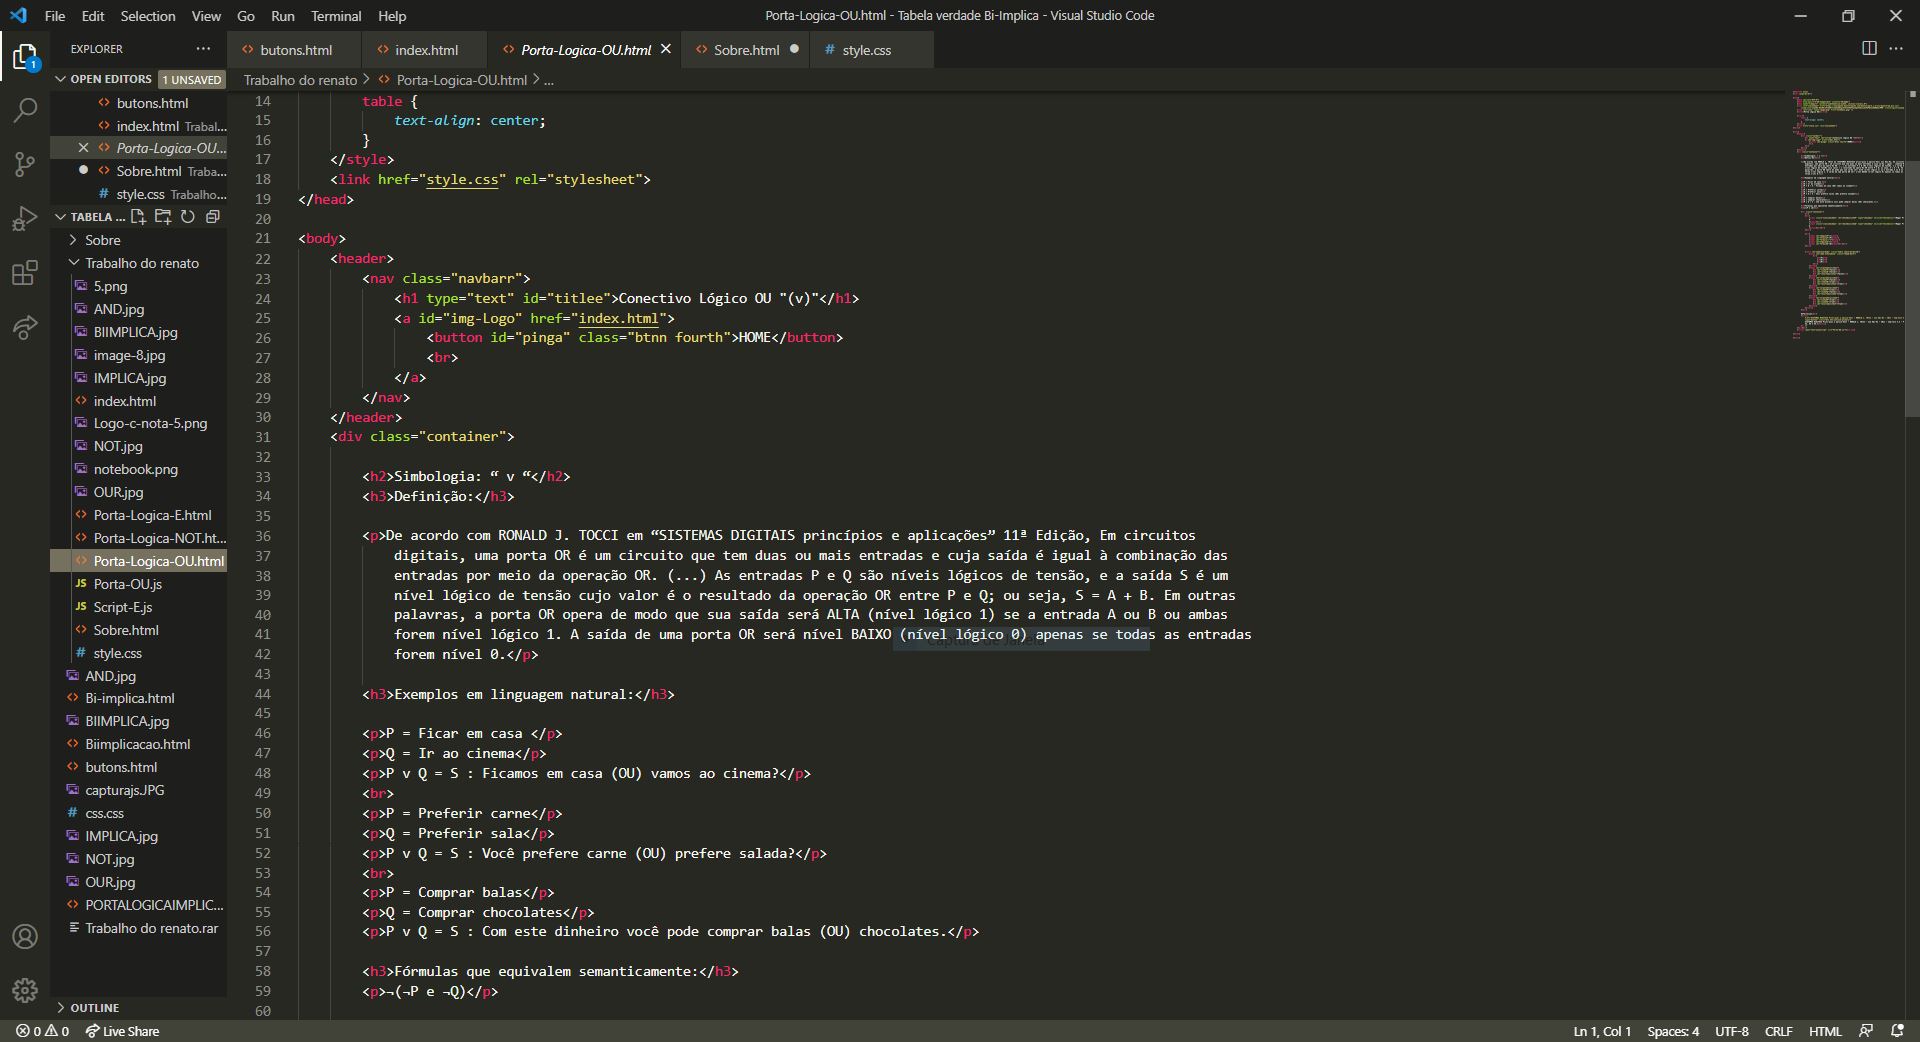 File Edit Selection View Go Run Terminal Help
Porta-Logica-OU.html - Tabela verdade Bi-Implica - Visual Studio Code
EXPLORER
butons.html index.html Porta-Logica-OU.html Sobre.html style.css
1
OPEN EDITORS 1 UNSAVED
butons.html
index.html Trabal...
Porta-Logica-OU...
Sobre.html Traba...
style.css Trabalho...
TABELA ...
Sobre
Trabalho do renato
5.png
AND.jpg
BIIMPLICA.jpg
image-8.jpg
IMPLICA.jpg
index.html
Logo-c-nota-5.png
NOT.jpg
notebook.png
OUR.jpg
Porta-Logica-E.html
Porta-Logica-NOT.ht...
Porta-Logica-OU.html
JS Porta-OU.js
JS Script-E.js
Sobre.html
# style.css
AND.jpg
Bi-implica.html
BIIMPLICA.jpg
Biimplicacao.html
butons.html
capturajs.JPG
# css.css
IMPLICA.jpg
NOT.jpg
OUR.jpg
PORTALOGICAIMPLIC...
Trabalho do renato.rar
OUTLINE
Trabalho do renato > Porta-Logica-OU.html > ...
14 table {
15 text-align: center;
16 }
17 </style>
18 <link href="style.css" rel="stylesheet">
19 </head>
20
21 <body>
22 <header>
23 <nav class="navbarr">
24 <h1 type="text" id="titlee">Conectivo Lógico OU "(v)"</h1>
25 <a id="img-Logo" href="index.html">
26 <button id="pinga" class="btnn fourth">HOME</button>
27 <br>
28 </a>
29 </nav>
30 </header>
31 <div class="container">
32
33 <h2>Simbologia: “ v “</h2>
34 <h3>Definição:</h3>
35
36 <p>De acordo com RONALD J. TOCCI em “SISTEMAS DIGITAIS princípios e aplicações” 11ª Edição, Em circuitos
37 digitais, uma porta OR é um circuito que tem duas ou mais entradas e cuja saída é igual à combinação das
38 entradas por meio da operação OR. (...) As entradas P e Q são níveis lógicos de tensão, e a saída S é um
39 nível lógico de tensão cujo valor é o resultado da operação OR entre P e Q; ou seja, S = A + B. Em outras
40 palavras, a porta OR opera de modo que sua saída será ALTA (nível lógico 1) se a entrada A ou B ou ambas
41 forem nível lógico 1. A saída de uma porta OR será nível BAIXO (nível lógico 0) apenas se todas as entradas
42 forem nível 0.</p>
43
44 <h3>Exemplos em linguagem natural:</h3>
45
46 <p>P = Ficar em casa </p>
47 <p>Q = Ir ao cinema</p>
48 <p>P v Q = S : Ficamos em casa (OU) vamos ao cinema?</p>
49 <br>
50 <p>P = Preferir carne</p>
51 <p>Q = Preferir sala</p>
52 <p>P v Q = S : Você prefere carne (OU) prefere salada?</p>
53 <br>
54 <p>P = Comprar balas</p>
55 <p>Q = Comprar chocolates</p>
56 <p>P v Q = S : Com este dinheiro você pode comprar balas (OU) chocolates.</p>
57
58 <h3>Fórmulas que equivalem semanticamente:</h3>
59 <p>¬(¬P e ¬Q)</p>
60
0 0 Live Share
Ln 1, Col 1 Spaces: 4 UTF-8 CRLF HTML